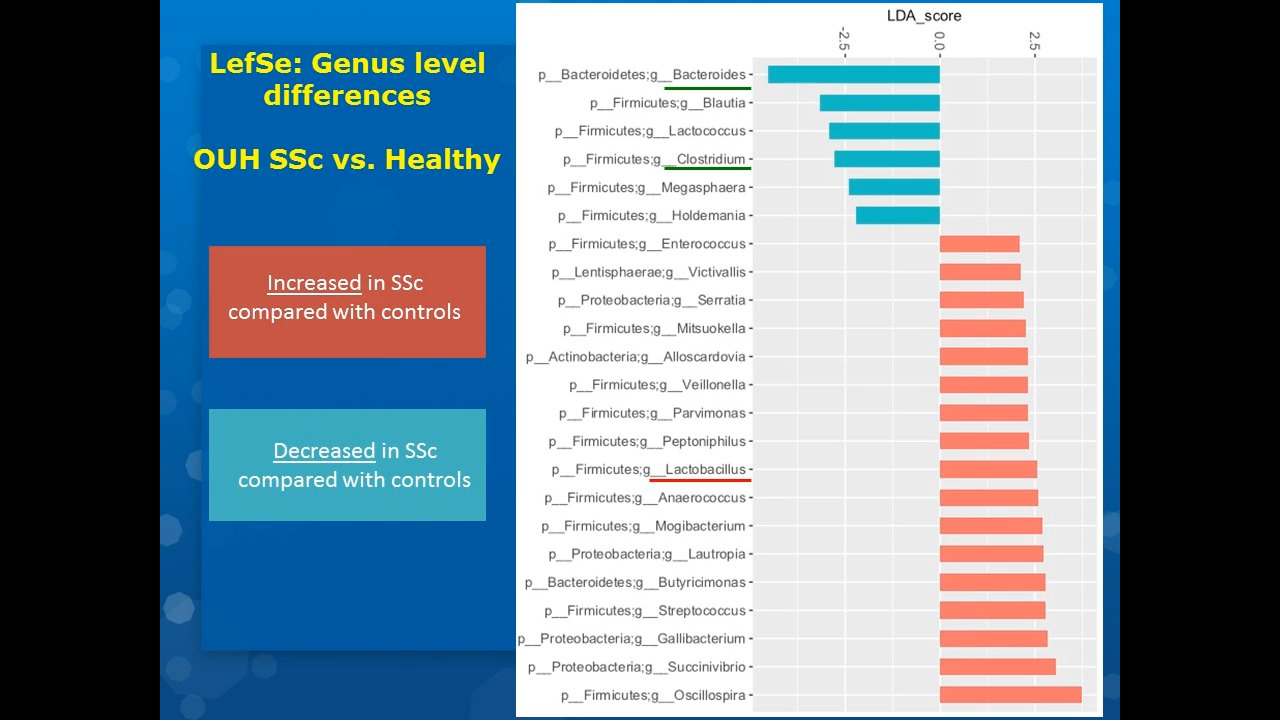 LefSe: Genus level
differences
OUH SSc vs. Healthy
Increased in SSc
compared with controls
Decreased in SSc
compared with controls
LDA_score
-2.5
0.0
2.5
p__Bacteroidetes;g__Bacteroides
p__Firmicutes;g__Blautia
p__Firmicutes;g__Lactococcus
p__Firmicutes;g__Clostridium
p__Firmicutes;g__Megasphaera
p__Firmicutes;g__Holdemania
p__Firmicutes;g__Enterococcus
p__Lentisphaerae;g__Victivallis
p__Proteobacteria;g__Serratia
p__Firmicutes;g__Mitsuokella
p__Actinobacteria;g__Alloscardovia
p__Firmicutes;g__Veillonella
p__Firmicutes;g__Parvimonas
p__Firmicutes;g__Peptoniphilus
p__Firmicutes;g__Lactobacillus
p__Firmicutes;g__Anaerococcus
p__Firmicutes;g__Mogibacterium
p__Proteobacteria;g__Lautropia
p__Bacteroidetes;g__Butyricimonas
p__Firmicutes;g__Streptococcus
p__Proteobacteria;g__Gallibacterium
p__Proteobacteria;g__Succinivibrio
p__Firmicutes;g__Oscillospira